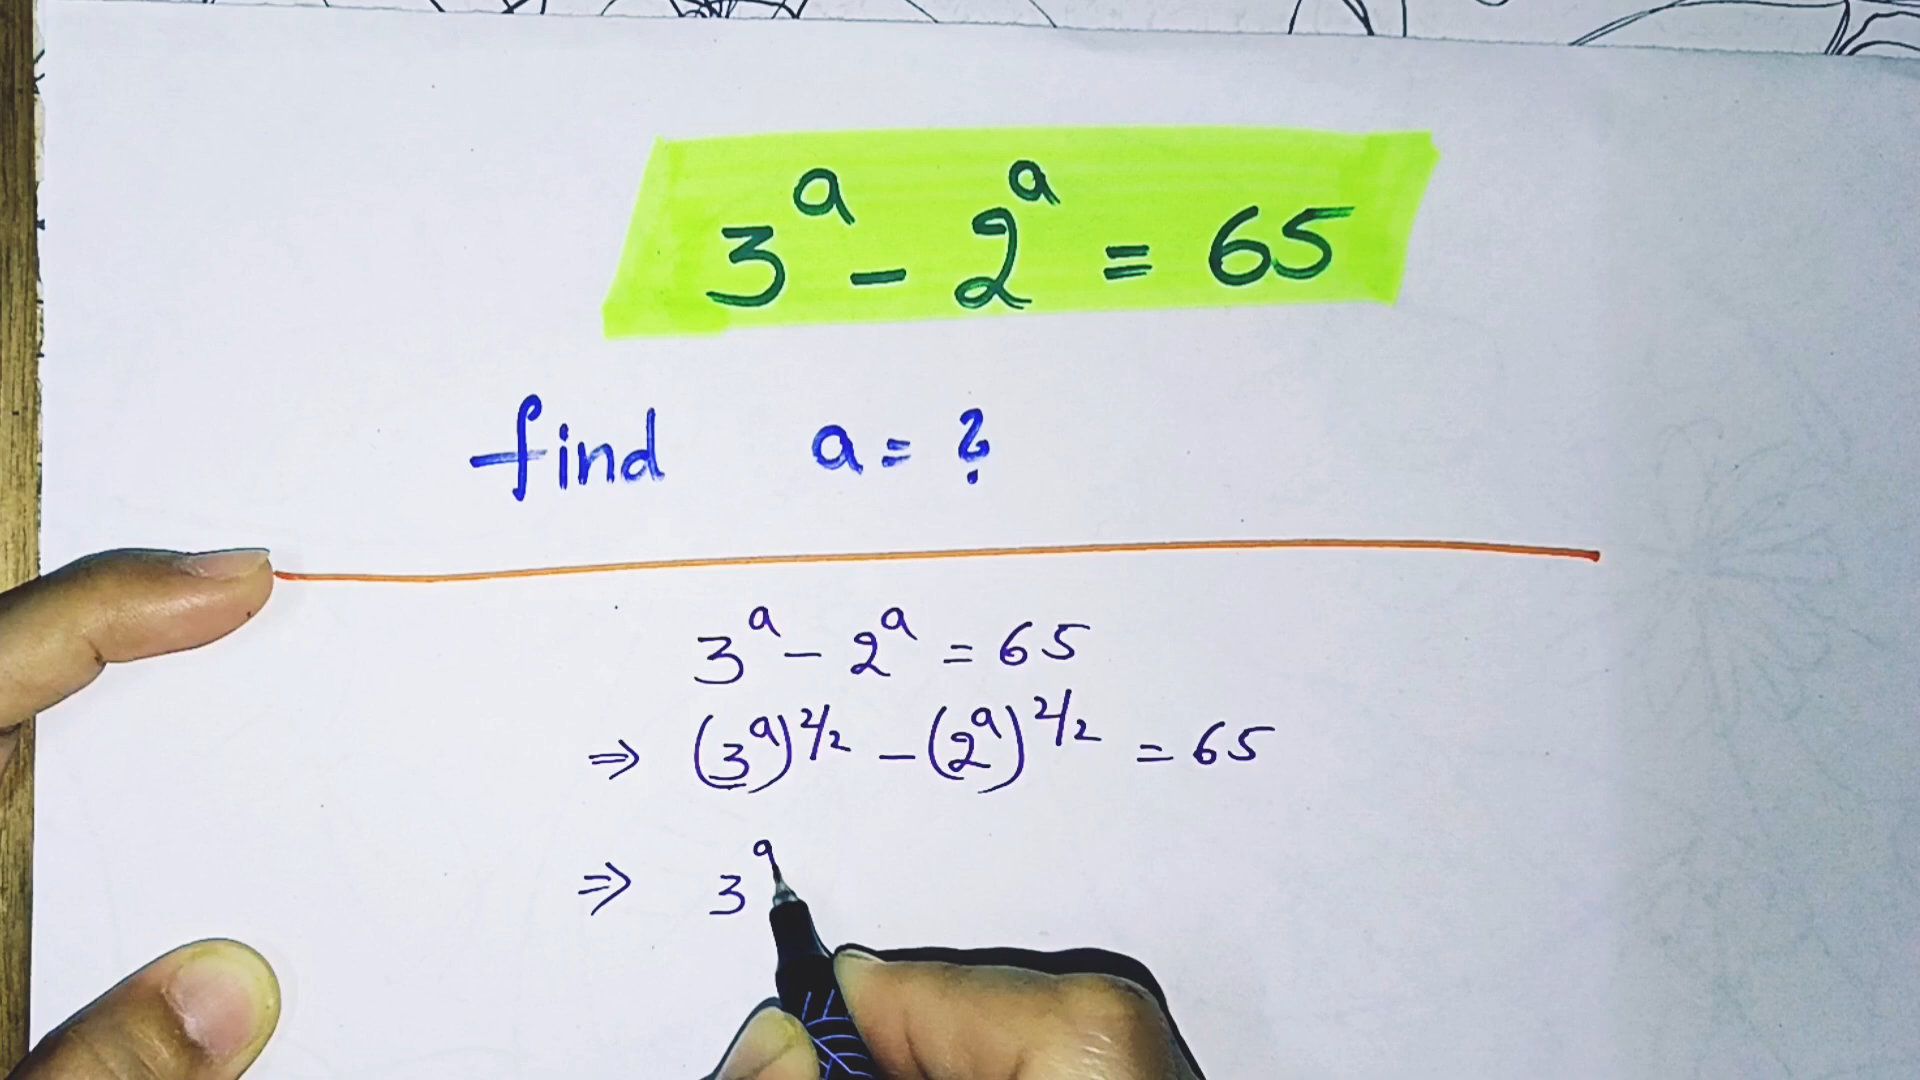 3^a - 2^a = 65
find a = ?
3^a - 2^a = 65
⇒ (3^a)^2/2 - (2^a)^2/2 = 65
⇒ 3^a